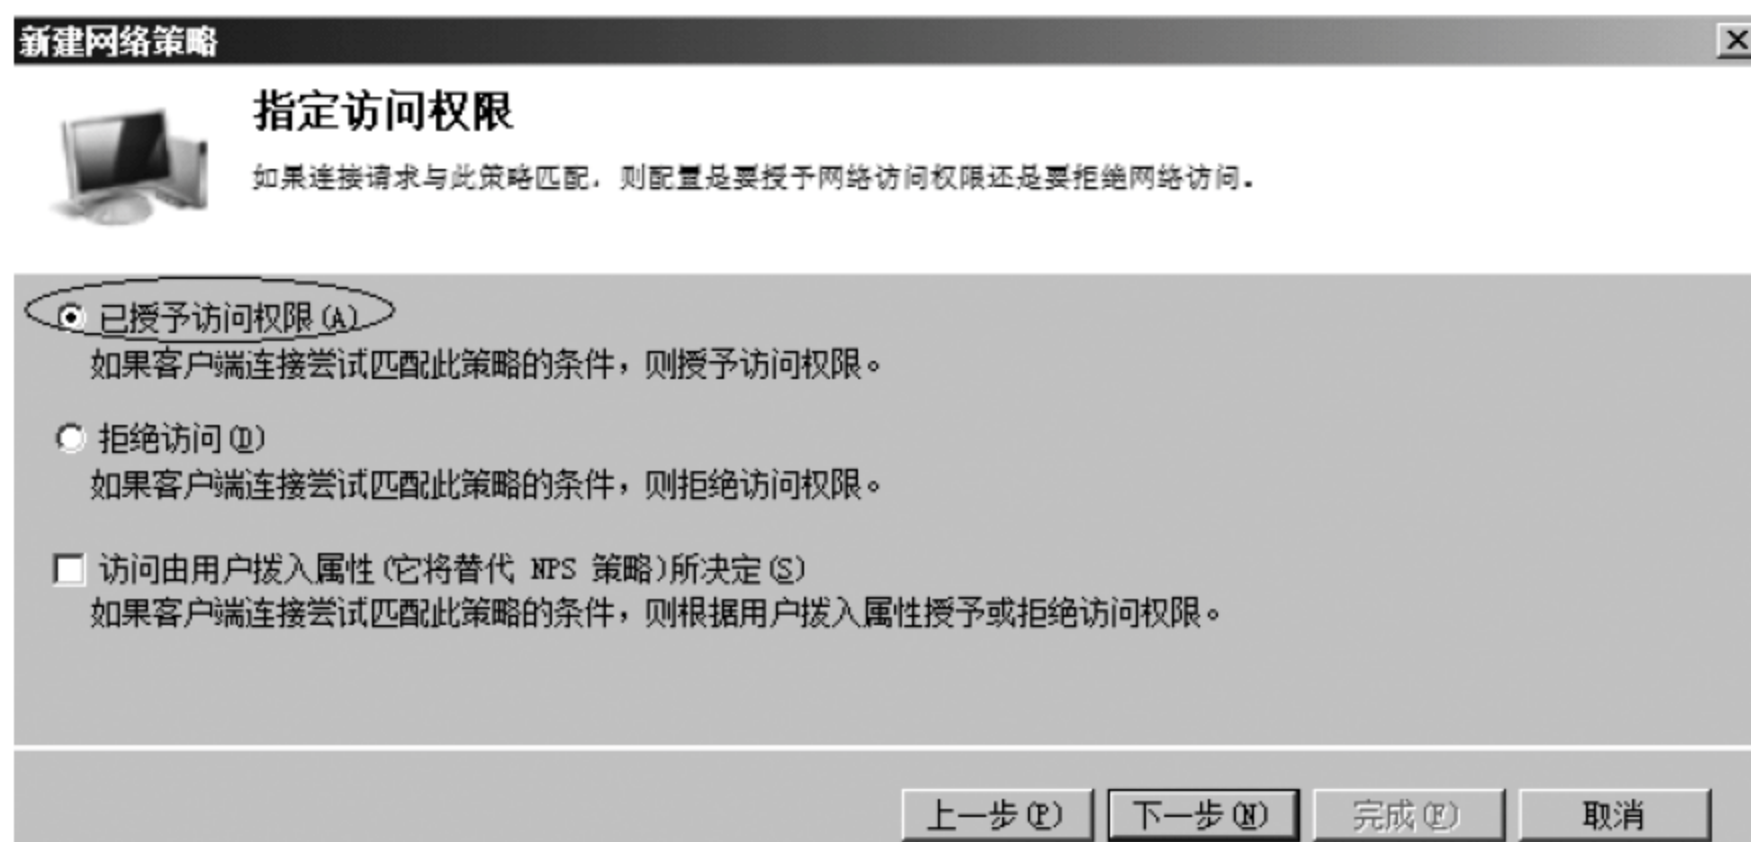 新建网络策略
指定访问权限
如果连接请求与此策略匹配，则配置是要授予网络访问权限还是要拒绝网络访问。
已授予访问权限(A)
如果客户端连接尝试匹配此策略的条件，则授予访问权限。
拒绝访问(D)
如果客户端连接尝试匹配此策略的条件，则拒绝访问权限。
访问由用户拨入属性(它将替代 NPS 策略)所决定(S)
如果客户端连接尝试匹配此策略的条件，则根据用户拨入属性授予或拒绝访问权限。
上一步(P) 下一步(N) 完成(F) 取消